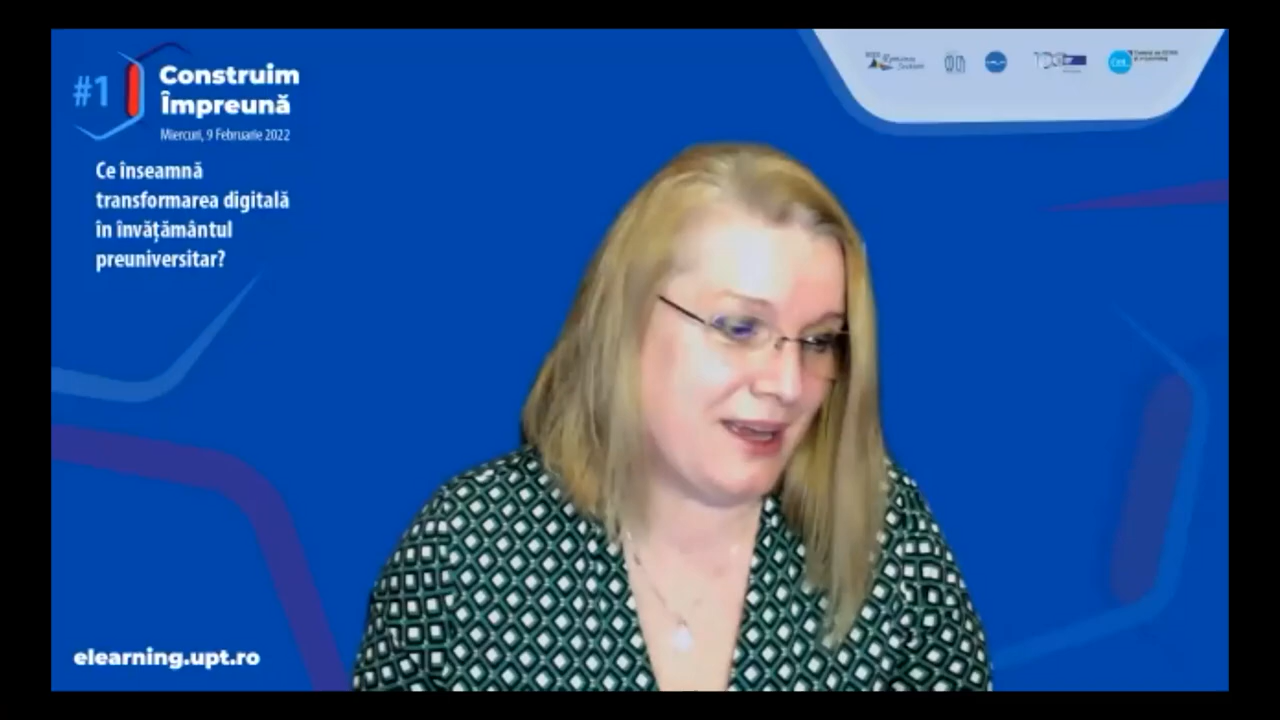 #1
Construim
Împreună
Miercuri, 9 Februarie 2022
Ce înseamnă
transformarea digitală
în învățământul
preuniversitar?
elearning.upt.ro